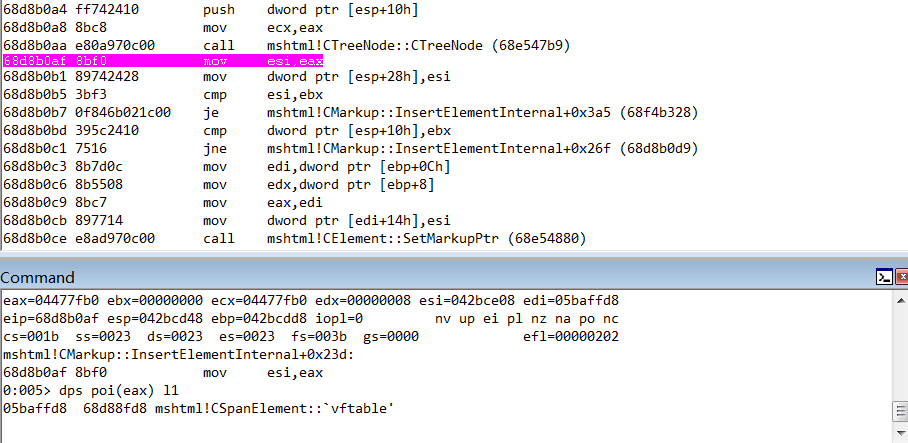 68d8b0a4 ff742410 push dword ptr [esp+10h]
68d8b0a8 8bc8 mov ecx,eax
68d8b0aa e80a970c00 call mshtml!CTreeNode::CTreeNode (68e547b9)
68d8b0af 8bf0 mov esi,eax
68d8b0b1 89742428 mov dword ptr [esp+28h],esi
68d8b0b5 3bf3 cmp esi,ebx
68d8b0b7 0f846b021c00 je mshtml!CMarkup::InsertElementInternal+0x3a5 (68f4b328)
68d8b0bd 395c2410 cmp dword ptr [esp+10h],ebx
68d8b0c1 7516 jne mshtml!CMarkup::InsertElementInternal+0x26f (68d8b0d9)
68d8b0c3 8b7d0c mov edi,dword ptr [ebp+0Ch]
68d8b0c6 8b5508 mov edx,dword ptr [ebp+8]
68d8b0c9 8bc7 mov eax,edi
68d8b0cb 897714 mov dword ptr [edi+14h],esi
68d8b0ce e8ad970c00 call mshtml!CElement::SetMarkupPtr (68e54880)
Command
eax=04477fb0 ebx=00000000 ecx=04477fb0 edx=00000008 esi=042bce08 edi=05baffd8
eip=68d8b0af esp=042bcd48 ebp=042bcdd8 iopl=0 nv up ei pl nz na po nc
cs=001b ss=0023 ds=0023 es=0023 fs=003b gs=0000 efl=00000202
mshtml!CMarkup::InsertElementInternal+0x23d:
68d8b0af 8bf0 mov esi,eax
0:005> dps poi(eax) l1
05baffd8 68d88fd8 mshtml!CSpanElement::`vftable'